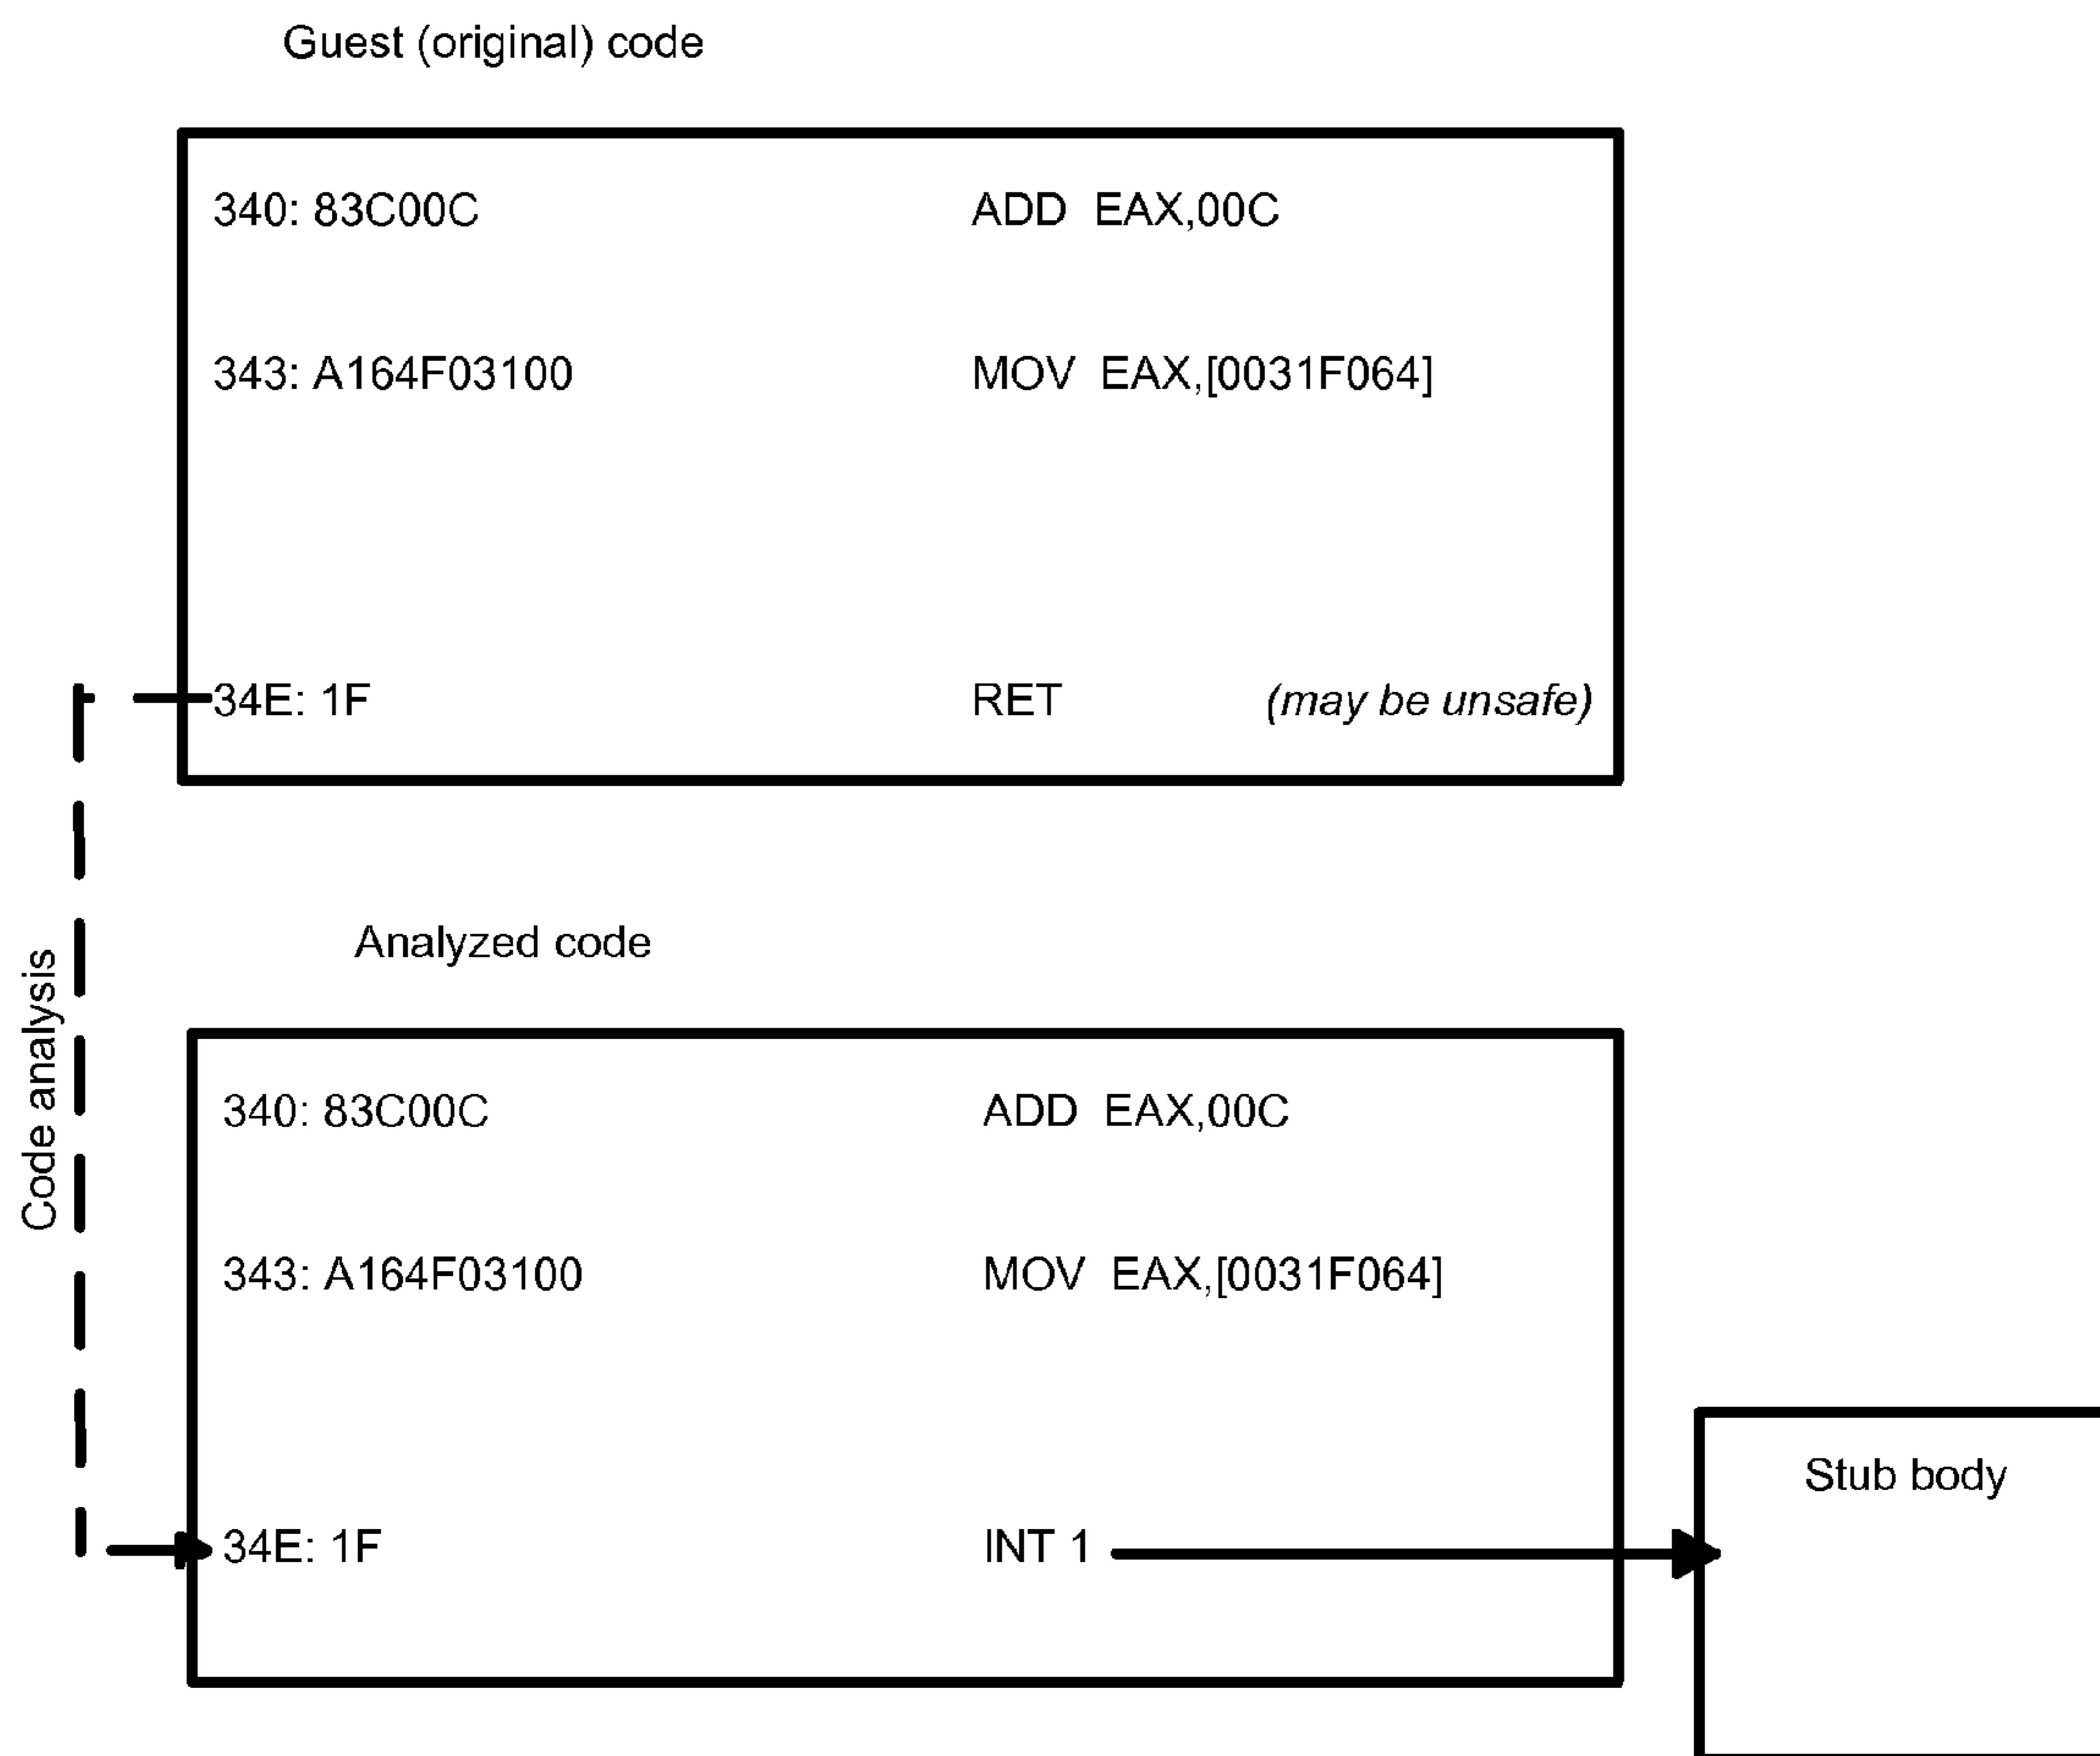 Guest (original) code
340: 83C00C ADD EAX,00C
343: A164F03100 MOV EAX,[0031F064]
34E: 1F RET (may be unsafe)
Code analysis
Analyzed code
340: 83C00C ADD EAX,00C
343: A164F03100 MOV EAX,[0031F064]
Stub body
34E: 1F INT 1